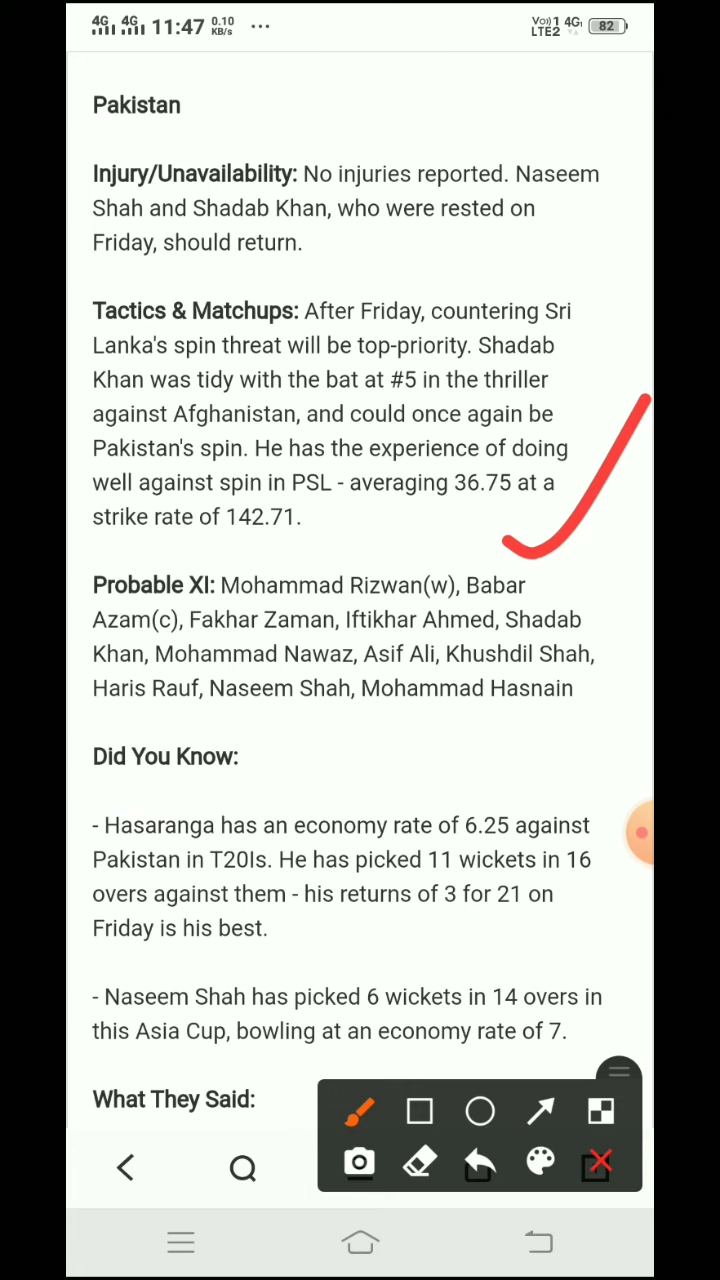 4G 4G 11:47 0.10 KB/s ...
Vo)) 1 4G LTE2 82
Pakistan
Injury/Unavailability: No injuries reported. Naseem
Shah and Shadab Khan, who were rested on
Friday, should return.
Tactics & Matchups: After Friday, countering Sri
Lanka's spin threat will be top-priority. Shadab
Khan was tidy with the bat at #5 in the thriller
against Afghanistan, and could once again be
Pakistan's spin. He has the experience of doing
well against spin in PSL - averaging 36.75 at a
strike rate of 142.71.
Probable XI: Mohammad Rizwan(w), Babar
Azam(c), Fakhar Zaman, Iftikhar Ahmed, Shadab
Khan, Mohammad Nawaz, Asif Ali, Khushdil Shah,
Haris Rauf, Naseem Shah, Mohammad Hasnain
Did You Know:
- Hasaranga has an economy rate of 6.25 against
Pakistan in T20Is. He has picked 11 wickets in 16
overs against them - his returns of 3 for 21 on
Friday is his best.
- Naseem Shah has picked 6 wickets in 14 overs in
this Asia Cup, bowling at an economy rate of 7.
What They Said: